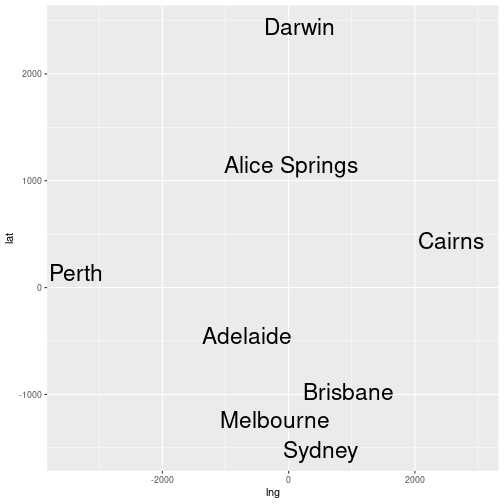 Darwin
2000
Alice Springs
1000
Cairns
lat
Perth
0
Adelaide
Brisbane
-1000
Melbourne
Sydney
-2000
0
2000
lng